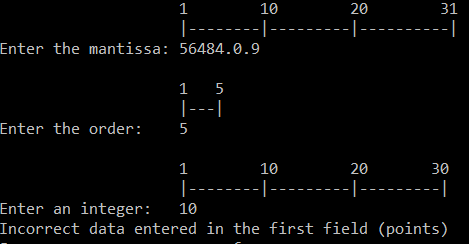 1        10        20        31
|--------|---------|----------|
Enter the mantissa: 56484.0.9
1   5
|---|
Enter the order:    5
1        10        20       30
|--------|---------|---------|
Enter an integer:   10
Incorrect data entered in the first field (points)